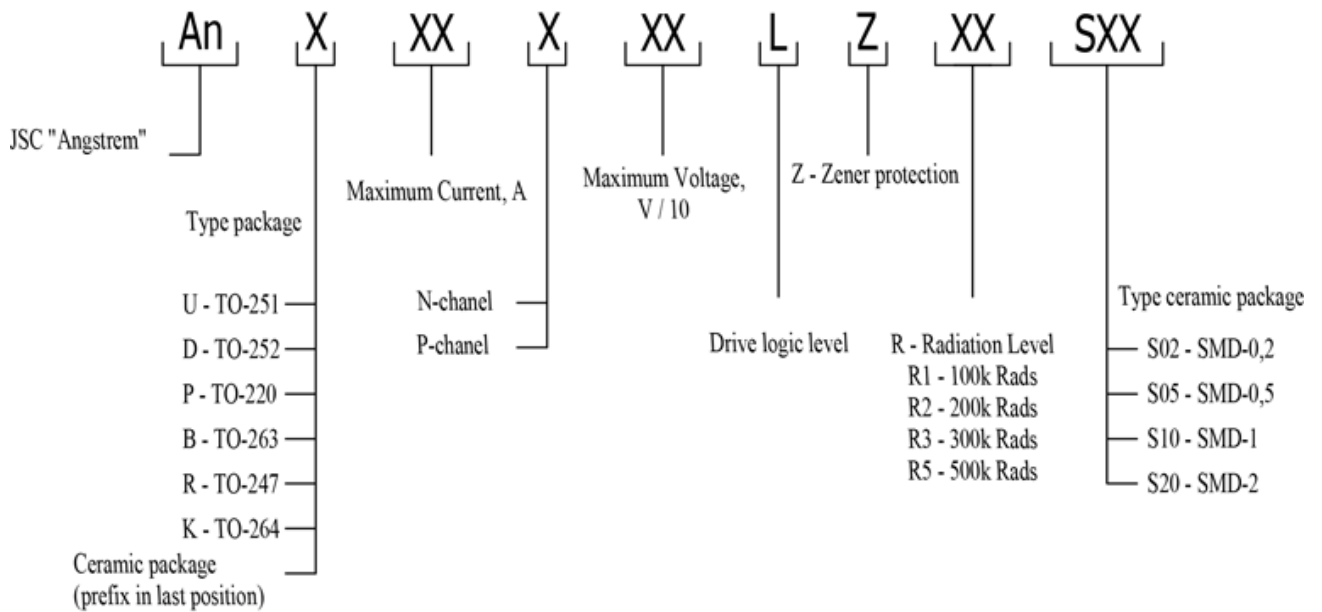 An X XX X XX L Z XX SXX
JSC "Angstrem"
Type package
U - TO-251
D - TO-252
P - TO-220
B - TO-263
R - TO-247
K - TO-264
Ceramic package
(prefix in last position)
Maximum Current, A
N-chanel
P-chanel
Maximum Voltage,
V / 10
Drive logic level
Z - Zener protection
R - Radiation Level
R1 - 100k Rads
R2 - 200k Rads
R3 - 300k Rads
R5 - 500k Rads
Type ceramic package
S02 - SMD-0,2
S05 - SMD-0,5
S10 - SMD-1
S20 - SMD-2